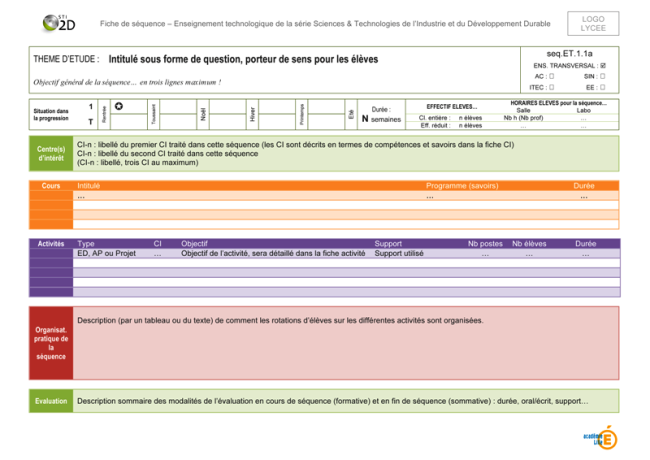 STI
2D
Fiche de séquence – Enseignement technologique de la série Sciences & Technologies de l'Industrie et du Développement Durable
LOGO
LYCEE
THEME D'ETUDE : Intitulé sous forme de question, porteur de sens pour les élèves
Objectif général de la séquence… en trois lignes maximum !
seq.ET.1.1a
ENS. TRANSVERSAL : ☑
AC : ☐ SIN : ☐
ITEC : ☐ EE : ☐
Situation dans
la progression
1
T
Rentrée
✪
Toussaint
Noël
Hiver
Printemps
Eté
Durée :
N semaines
EFFECTIF ELEVES…
Cl. entière : n élèves
Eff. réduit : n élèves
HORAIRES ELEVES pour la séquence…
Salle Labo
Nb h (Nb prof) …
… …
Centre(s)
d'intérêt
CI-n : libellé du premier CI traité dans cette séquence (les CI sont décrits en termes de compétences et savoirs dans la fiche CI)
CI-n : libellé du second CI traité dans cette séquence
(CI-n : libellé, trois CI au maximum)
Cours Intitulé Programme (savoirs) Durée
… … …
Activités Type CI Objectif Support Nb postes Nb élèves Durée
ED, AP ou Projet … Objectif de l'activité, sera détaillé dans la fiche activité Support utilisé … … …
Organisat.
pratique de
la
séquence
Description (par un tableau ou du texte) de comment les rotations d'élèves sur les différentes activités sont organisées.
Evaluation Description sommaire des modalités de l'évaluation en cours de séquence (formative) et en fin de séquence (sommative) : durée, oral/écrit, support…
académie
Lille